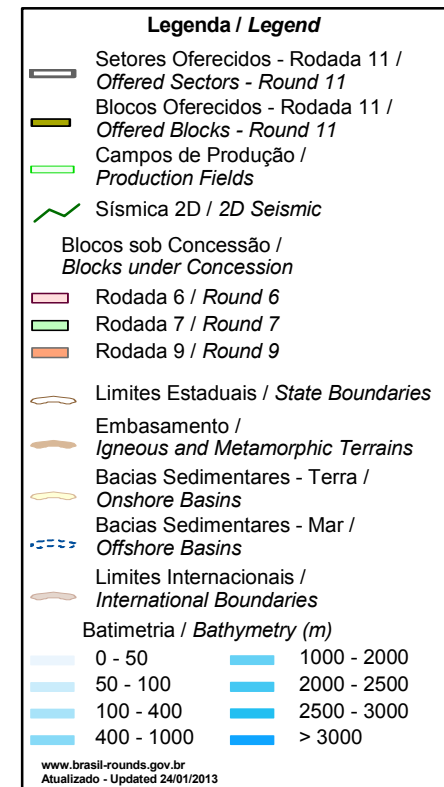 Legenda / Legend
Setores Oferecidos - Rodada 11 /
Offered Sectors - Round 11
Blocos Oferecidos - Rodada 11 /
Offered Blocks - Round 11
Campos de Produção /
Production Fields
Sísmica 2D / 2D Seismic
Blocos sob Concessão /
Blocks under Concession
Rodada 6 / Round 6
Rodada 7 / Round 7
Rodada 9 / Round 9
Limites Estaduais / State Boundaries
Embasamento /
Igneous and Metamorphic Terrains
Bacias Sedimentares - Terra /
Onshore Basins
Bacias Sedimentares - Mar /
Offshore Basins
Limites Internacionais /
International Boundaries
Batimetria / Bathymetry (m)
0 - 50
50 - 100
100 - 400
400 - 1000
1000 - 2000
2000 - 2500
2500 - 3000
> 3000
www.brasil-rounds.gov.br
Atualizado - Updated 24/01/2013